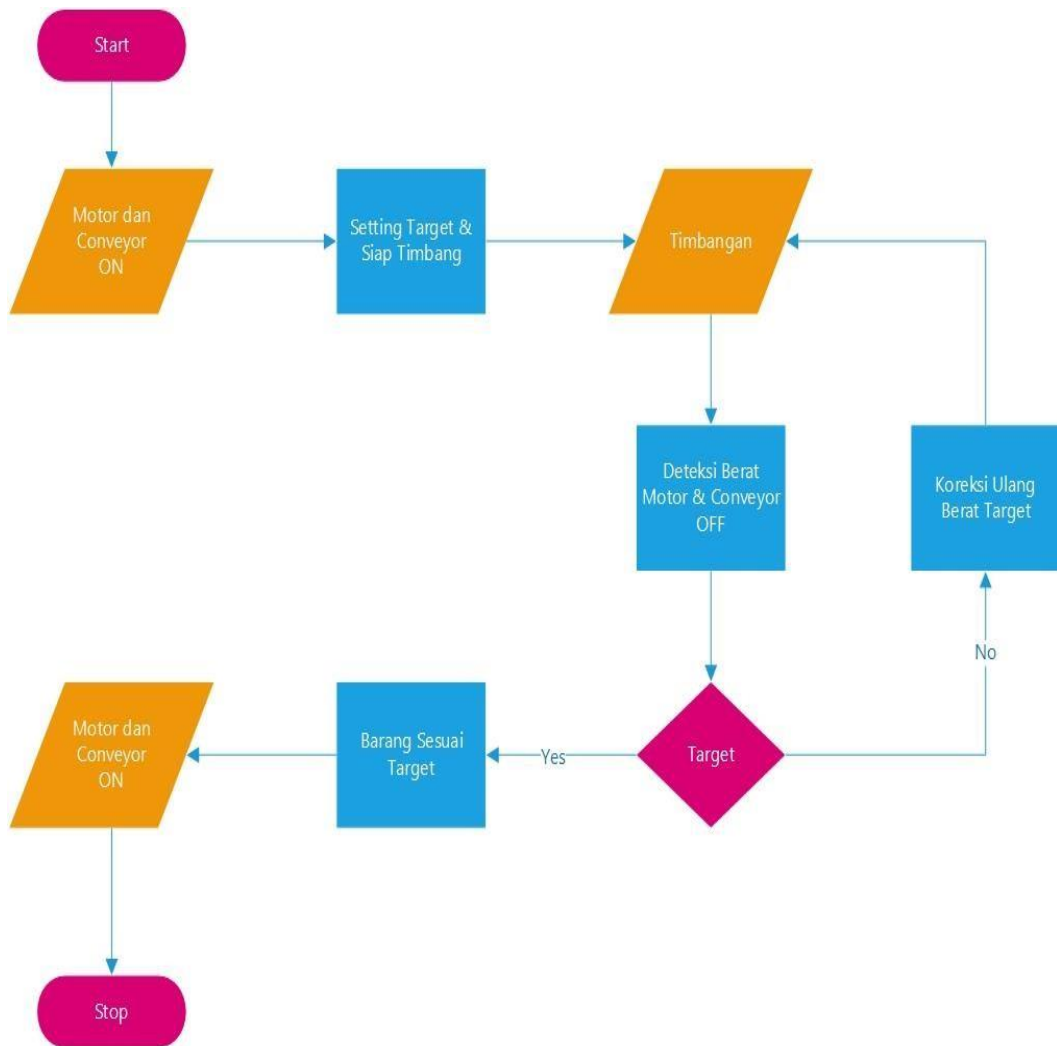 Start
Motor dan
Conveyor
ON
Setting Target &
Siap Timbang
Timbangan
Deteksi Berat
Motor & Conveyor
OFF
Koreksi Ulang
Berat Target
No
Target
Yes
Barang Sesuai
Target
Motor dan
Conveyor
ON
Stop